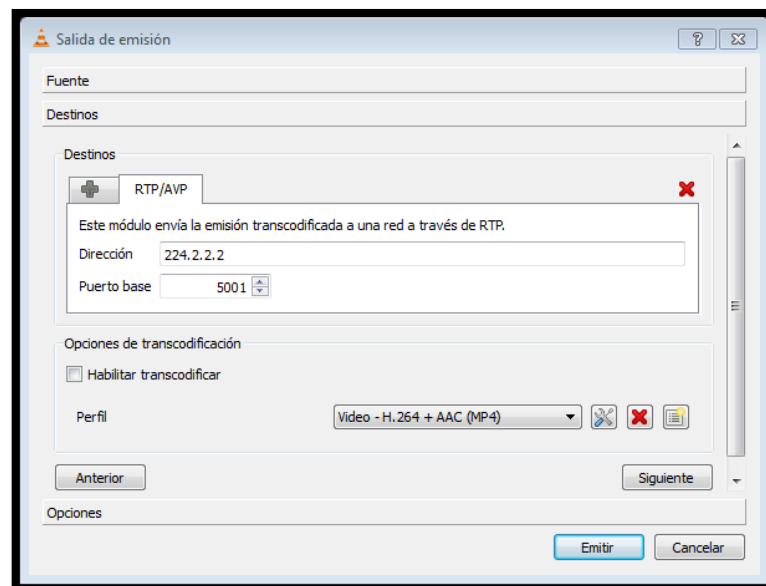 Salida de emisión
Fuente
Destinos
Destinos
RTP/AVP
Este módulo envía la emisión transcodificada a una red a través de RTP.
Dirección 224.2.2.2
Puerto base 5001
Opciones de transcodificación
Habilitar transcodificar
Perfil Video - H.264 + AAC (MP4)
Anterior Siguiente
Opciones
Emitir Cancelar